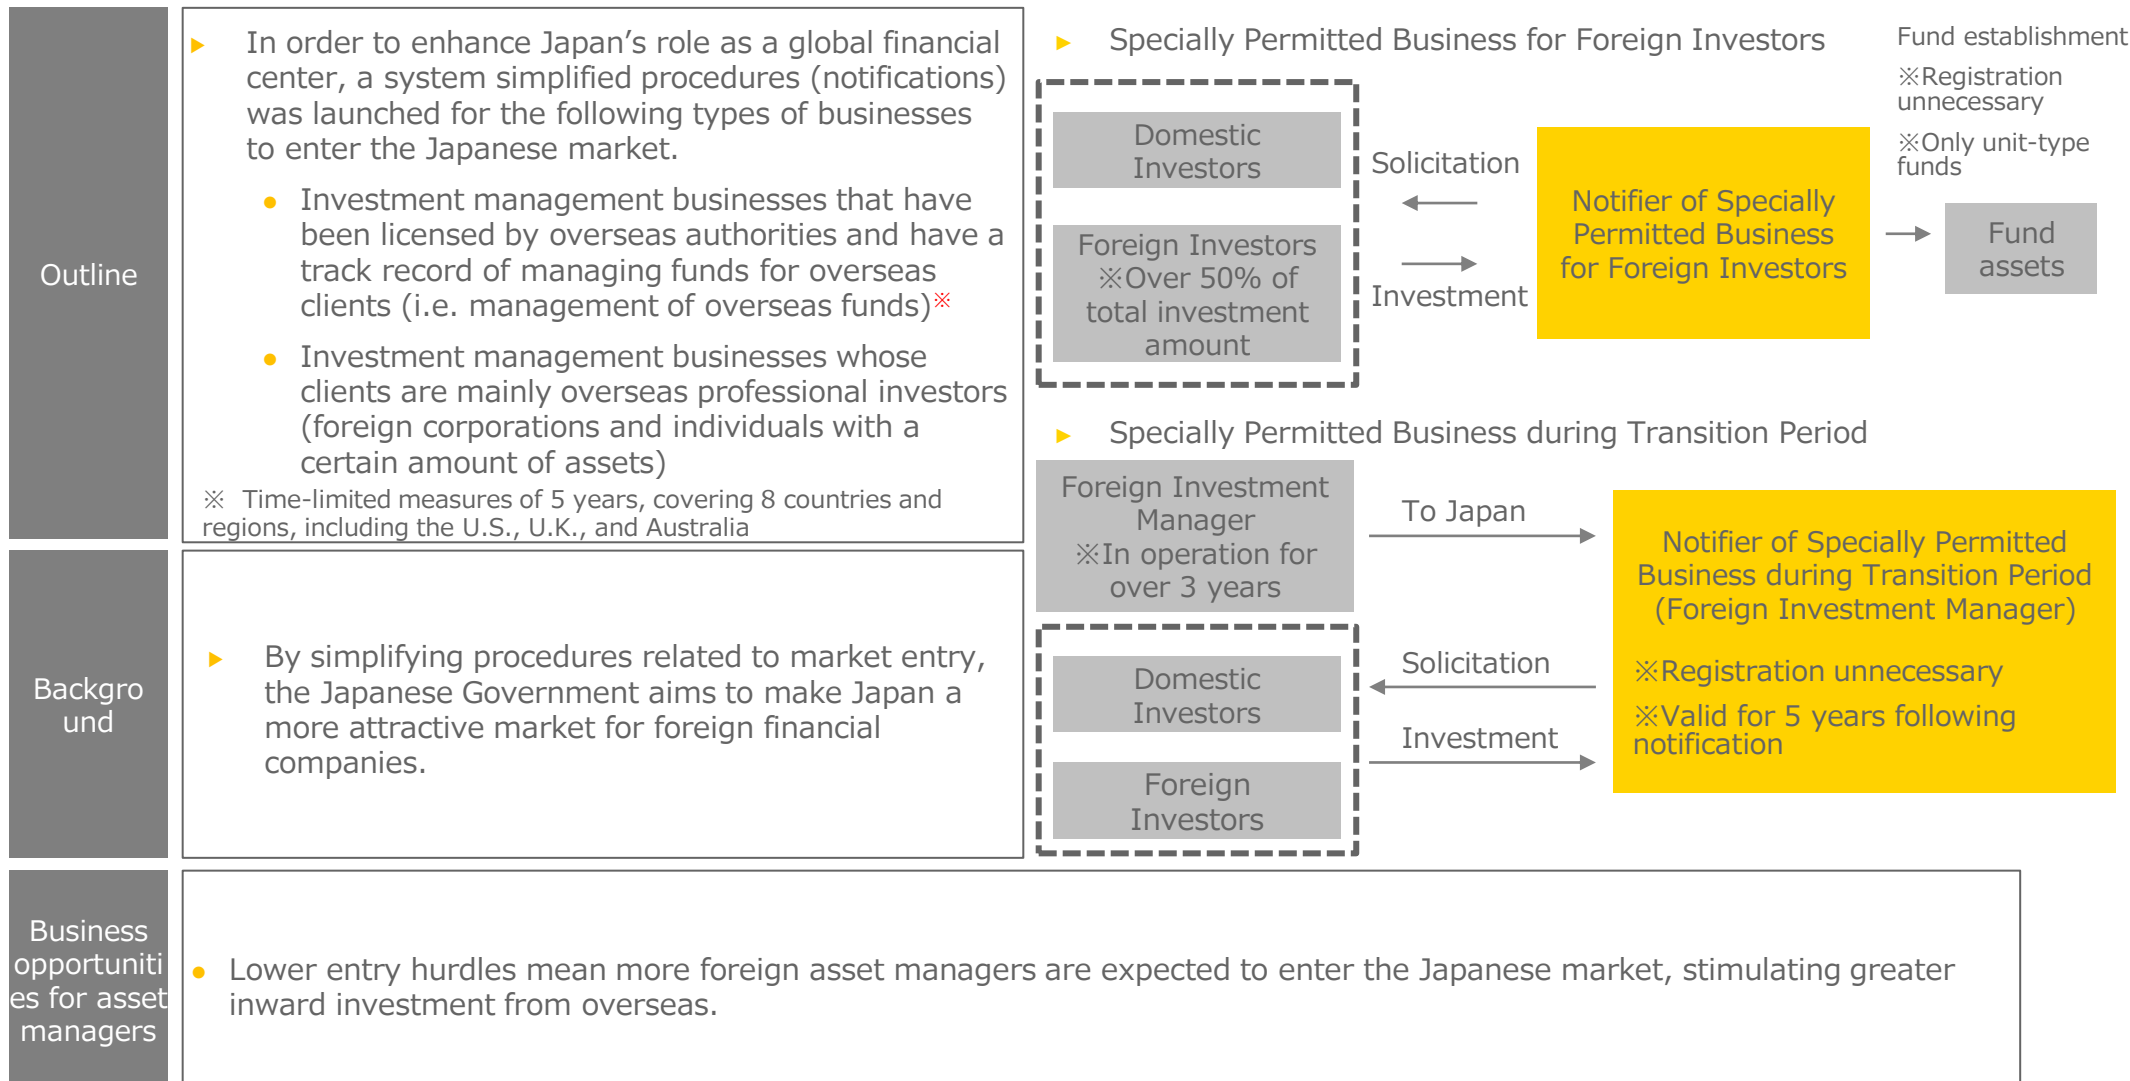 Outline
► In order to enhance Japan’s role as a global financial
center, a system simplified procedures (notifications)
was launched for the following types of businesses
to enter the Japanese market.
● Investment management businesses that have
been licensed by overseas authorities and have a
track record of managing funds for overseas
clients (i.e. management of overseas funds)※
● Investment management businesses whose
clients are mainly overseas professional investors
(foreign corporations and individuals with a
certain amount of assets)
※ Time-limited measures of 5 years, covering 8 countries and
regions, including the U.S., U.K., and Australia
► Specially Permitted Business for Foreign Investors
Domestic
Investors
Foreign Investors
※Over 50% of
total investment
amount
Solicitation
Investment
Notifier of Specially
Permitted Business
for Foreign Investors
Fund establishment
※Registration
unnecessary
※Only unit-type
funds
Fund
assets
► Specially Permitted Business during Transition Period
Foreign Investment
Manager
※In operation for
over 3 years
To Japan
Domestic
Investors
Foreign
Investors
Solicitation
Investment
Notifier of Specially Permitted
Business during Transition Period
(Foreign Investment Manager)
※Registration unnecessary
※Valid for 5 years following
notification
Backgro
und
► By simplifying procedures related to market entry,
the Japanese Government aims to make Japan a
more attractive market for foreign financial
companies.
Business
opportuniti
es for asset
managers
● Lower entry hurdles mean more foreign asset managers are expected to enter the Japanese market, stimulating greater
inward investment from overseas.